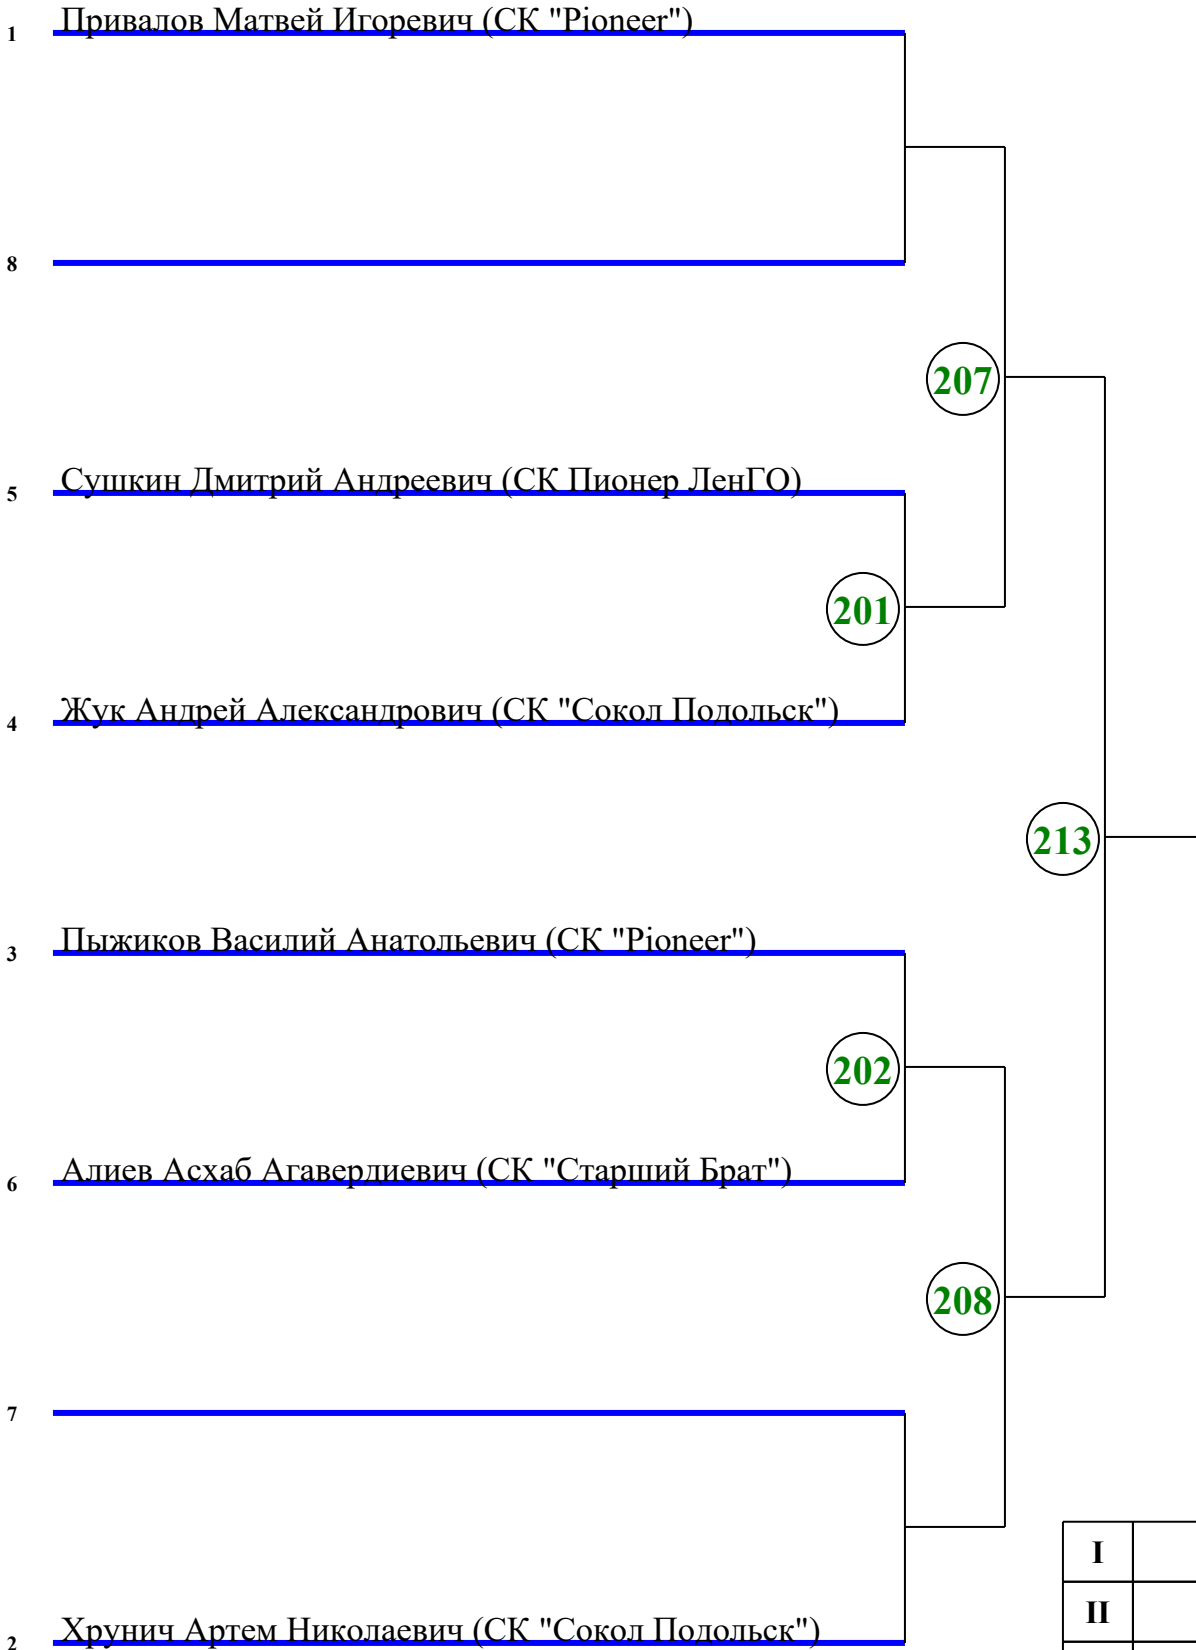 1 Привалов Матвей Игоревич (СК "Pioneer")
8
207
5 Сушкин Дмитрий Андреевич (СК Пионер ЛенГО)
201
4 Жук Андрей Александрович (СК "Сокол Подольск")
213
3 Пыжиков Василий Анатольевич (СК "Pioneer")
202
6 Алиев Асхаб Агавердиевич (СК "Старший Брат")
208
7
I
II
2 Хрунич Артем Николаевич (СК "Сокол Подольск")